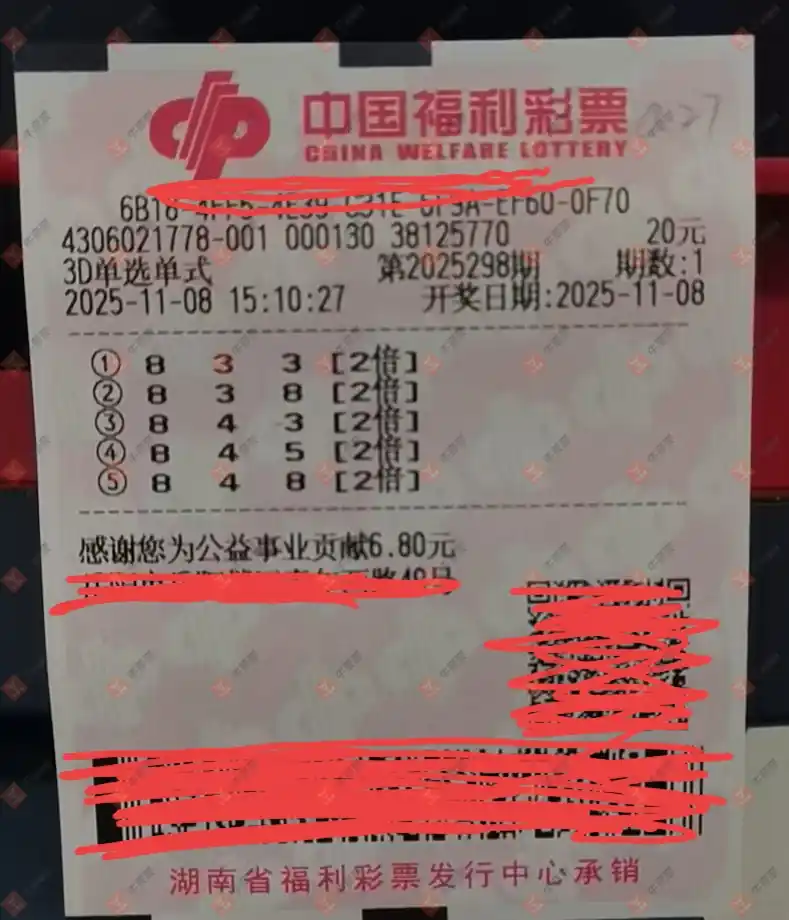 中国福利彩票
CHINA WELFARE LOTTERY
4306021778-001 000130 38125770 20元
3D单选单式 第2025298期 期数:1
2025-11-08 15:10:27 开奖日期:2025-11-08
① 8 3 3 [2倍]
② 8 3 8 [2倍]
③ 8 4 3 [2倍]
④ 8 4 5 [2倍]
⑤ 8 4 8 [2倍]
感谢您为公益事业贡献6.80元
湖南省福利彩票发行中心承销